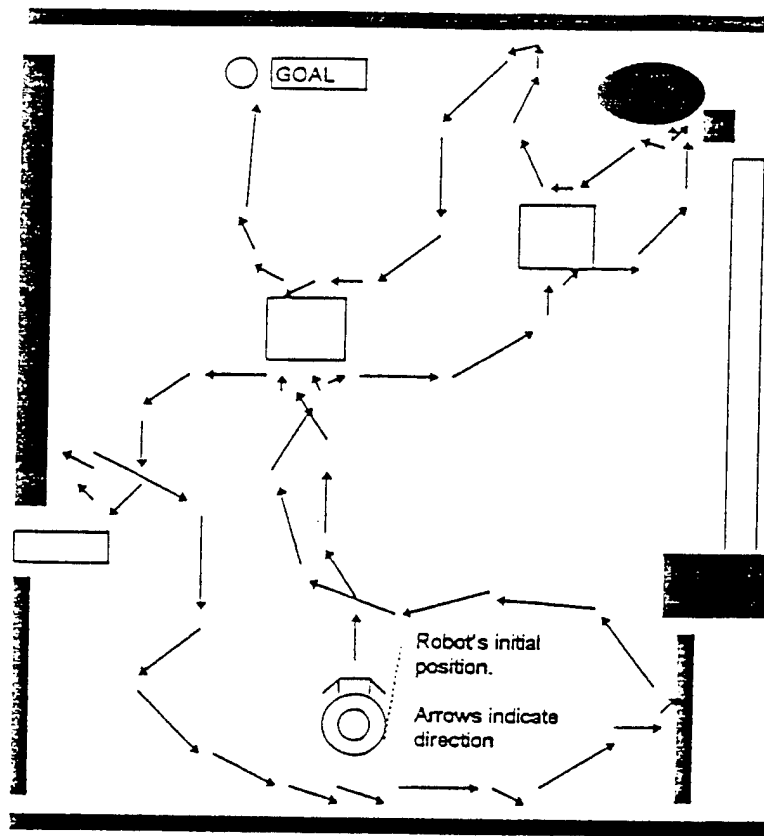 GOAL
Robot's initial
position.
Arrows indicate
direction